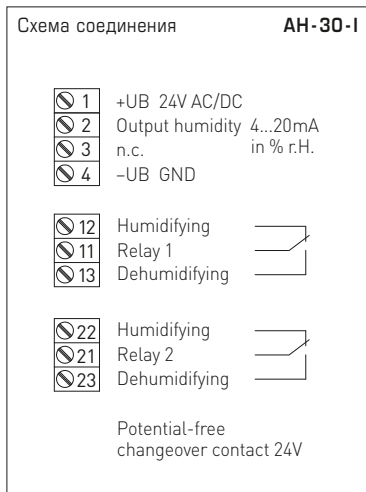 Схема соединения AH-30-I
1 +UB 24V AC/DC
2 Output humidity 4...20mA
3 n.c. in % r.H.
4 –UB GND
12 Humidifying
11 Relay 1
13 Dehumidifying
22 Humidifying
21 Relay 2
23 Dehumidifying
Potential-free
changeover contact 24V